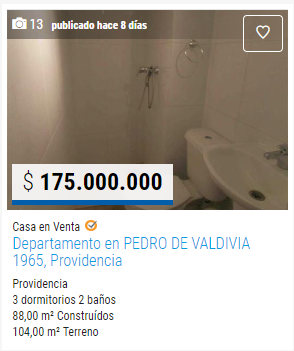 13 publicado hace 8 días
$ 175.000.000
Casa en Venta
Departamento en PEDRO DE VALDIVIA
1965, Providencia
Providencia
3 dormitorios 2 baños
88,00 m² Construídos
104,00 m² Terreno